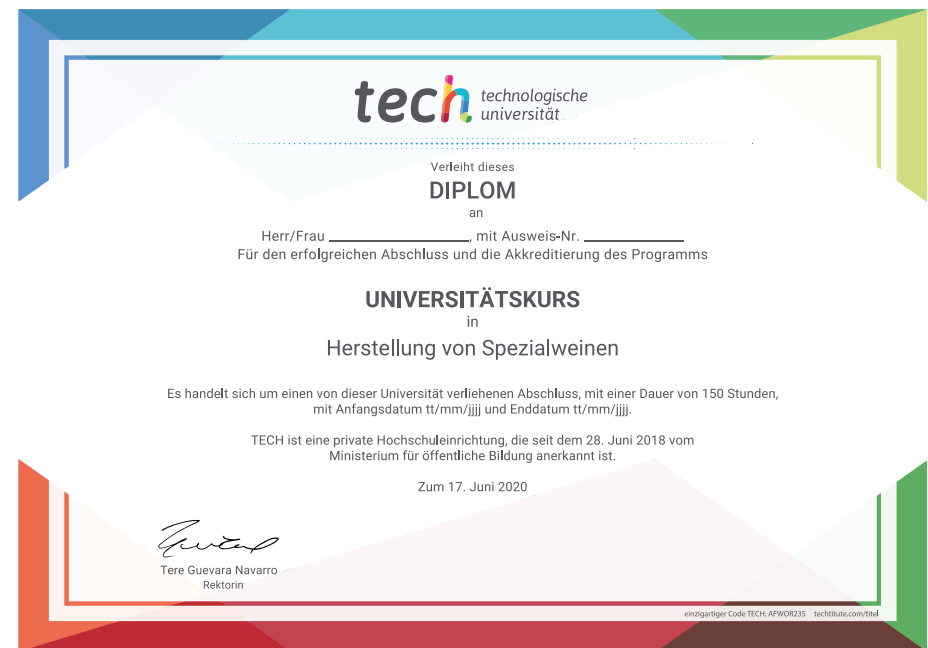 tech technologische
universität
Verleiht dieses
DIPLOM
an
Herr/Frau ____________, mit Ausweis-Nr. ____________
Für den erfolgreichen Abschluss und die Akkreditierung des Programms
UNIVERSITÄTSKURS
in
Herstellung von Spezialweinen
Es handelt sich um einen von dieser Universität verliehenen Abschluss, mit einer Dauer von 150 Stunden,
mit Anfangsdatum tt/mm/jjjj und Enddatum tt/mm/jjjj.
TECH ist eine private Hochschuleinrichtung, die seit dem 28. Juni 2018 vom
Ministerium für öffentliche Bildung anerkannt ist.
Zum 17. Juni 2020
Tere Guevara Navarro
Rektorin
einzigartiger Code TECH: AFWOR23S techtitute.com/titel